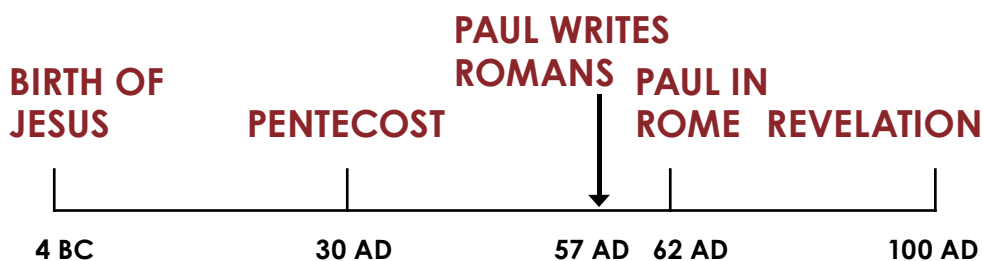 BIRTH OF
JESUS
PENTECOST
PAUL WRITES
ROMANS
PAUL IN
ROME
REVELATION
4 BC
30 AD
57 AD
62 AD
100 AD